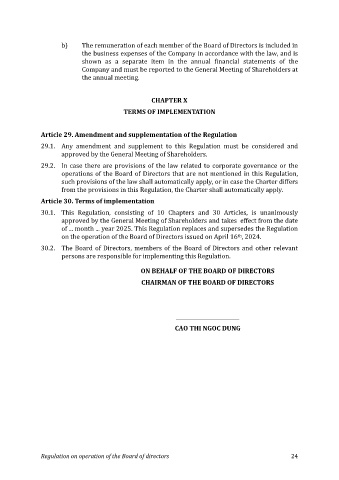 b) The remuneration of each member of the Board of Directors is included in
the business expenses of the Company in accordance with the law, and is
shown as a separate item in the annual financial statements of the
Company and must be reported to the General Meeting of Shareholders at
the annual meeting.
CHAPTER X
TERMS OF IMPLEMENTATION
Article 29. Amendment and supplementation of the Regulation
29.1. Any amendment and supplement to this Regulation must be considered and
approved by the General Meeting of Shareholders.
29.2. In case there are provisions of the law related to corporate governance or the
operations of the Board of Directors that are not mentioned in this Regulation,
such provisions of the law shall automatically apply, or in case the Charter differs
from the provisions in this Regulation, the Charter shall automatically apply.
Article 30. Terms of implementation
30.1. This Regulation, consisting of 10 Chapters and 30 Articles, is unanimously
approved by the General Meeting of Shareholders and takes effect from the date
of ... month ... year 2025. This Regulation replaces and supersedes the Regulation
on the operation of the Board of Directors issued on April 16th, 2024.
30.2. The Board of Directors, members of the Board of Directors and other relevant
persons are responsible for implementing this Regulation.
ON BEHALF OF THE BOARD OF DIRECTORS
CHAIRMAN OF THE BOARD OF DIRECTORS
CAO THI NGOC DUNG
Regulation on operation of the Board of directors 24